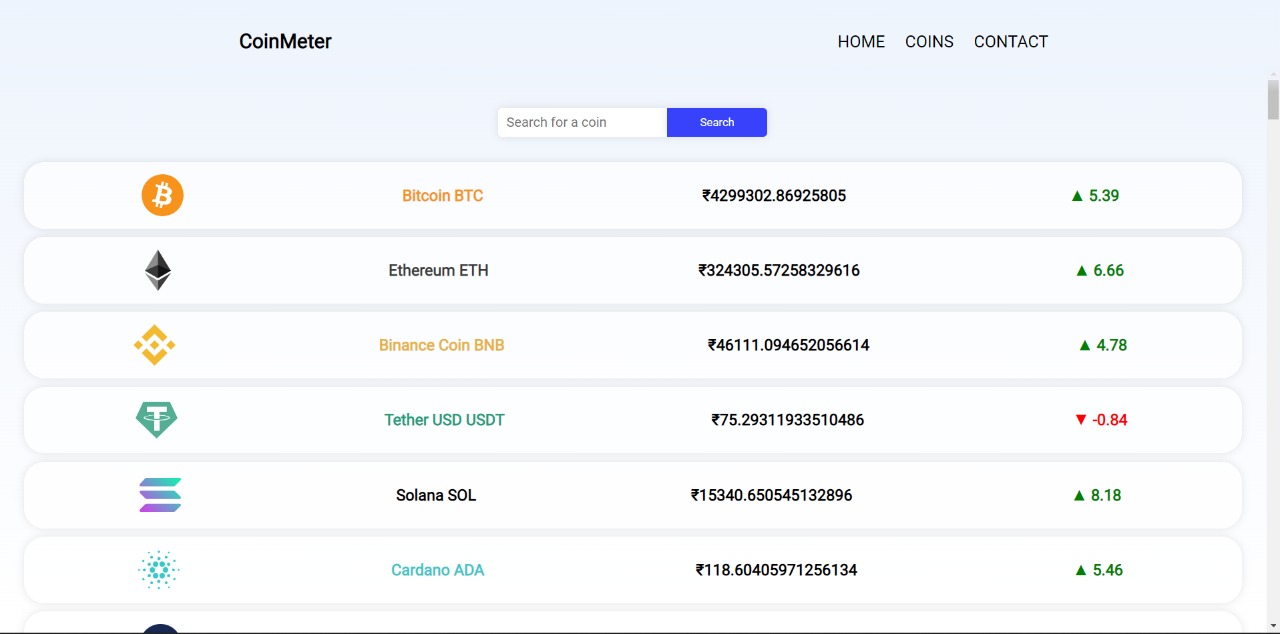 CoinMeter HOME COINS CONTACT
Search for a coin Search
Bitcoin BTC ₹4299302.86925805 ▲ 5.39
Ethereum ETH ₹324305.57258329616 ▲ 6.66
Binance Coin BNB ₹46111.094652056614 ▲ 4.78
Tether USD USDT ₹75.29311933510486 ▼ -0.84
Solana SOL ₹15340.650545132896 ▲ 8.18
Cardano ADA ₹118.60405971256134 ▲ 5.46